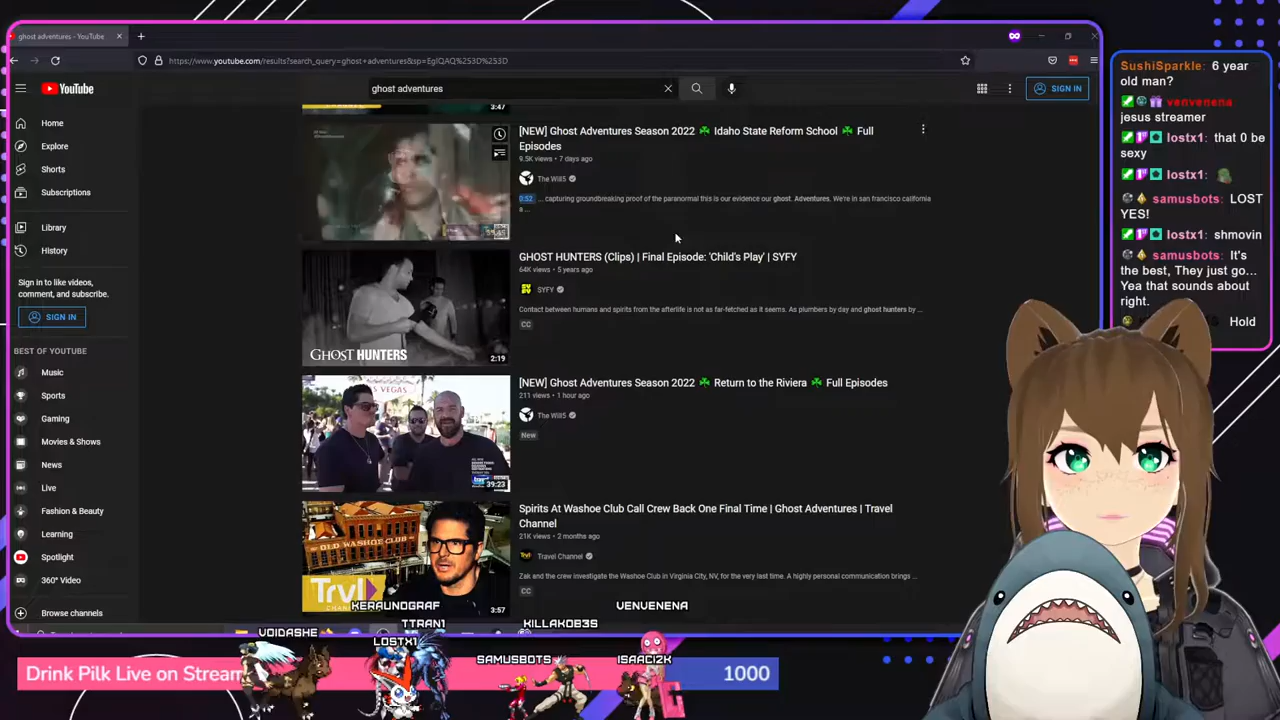 ghost adventures - YouTube
https://www.youtube.com/results?search_query=ghost+adventures&sp=EgIQAQ%253D%253D
YouTube
ghost adventures
SIGN IN
Home
Explore
Shorts
Subscriptions
Library
History
Sign in to like videos,
comment, and subscribe.
SIGN IN
BEST OF YOUTUBE
Music
Sports
Gaming
Movies & Shows
News
Live
Fashion & Beauty
Learning
Spotlight
360° Video
Browse channels
3:47
[NEW] Ghost Adventures Season 2022 ☘ Idaho State Reform School ☘ Full
Episodes
9.5K views • 7 days ago
The Will5
0:52 ... capturing groundbreaking proof of the paranormal this is our evidence our ghost. Adventures. We're in san francisco california
GHOST HUNTERS
2:19
GHOST HUNTERS (Clips) | Final Episode: 'Child's Play' | SYFY
64K views • 5 years ago
SYFY
Contact between humans and spirits from the afterlife is not as far-fetched as it seems. As plumbers by day and ghost hunters by ...
CC
VEGAS
39:23
[NEW] Ghost Adventures Season 2022 ☘ Return to the Riviera ☘ Full Episodes
211 views • 1 hour ago
The Will5
New
OLD WASHOE CLUB
Trvl
3:57
Spirits At Washoe Club Call Crew Back One Final Time | Ghost Adventures | Travel
Channel
21K views • 2 months ago
Travel Channel
Zak and the crew investigate the Washoe Club in Virginia City, NV, for the very last time. A highly personal communication brings ...
CC
SushiSparkle: 6 year
old man?
venvenena:
jesus streamer
lostx1: that 0 be
sexy
lostx1:
samusbots: LOST
YES!
lostx1: shmovin
samusbots: It's
the best, They just go...
Yea that sounds about
right.
Hold
KERAUNOGRAF
VENVENENA
TTRAN1
KILLAKOB3S
VOIDASHE
LOSTX1
SAMUSBOTS
ISAACI2K
Drink Pilk Live on Stream
1000